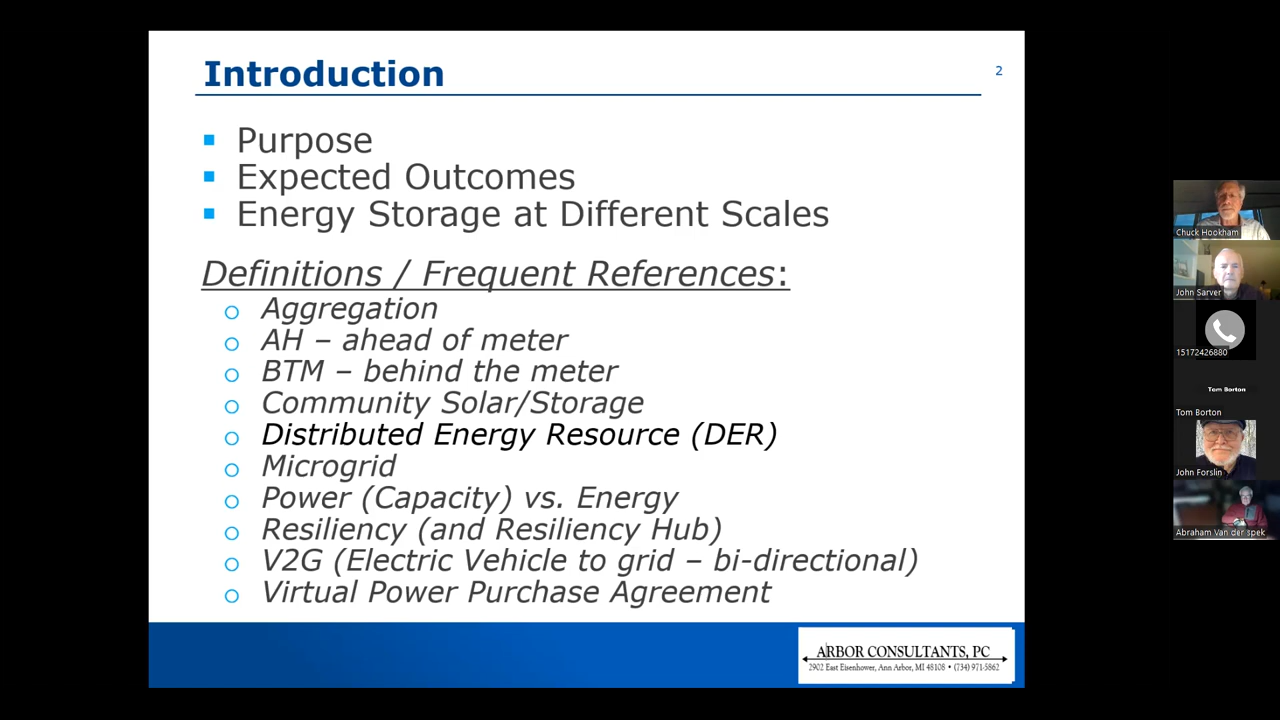 Introduction
2
Purpose
Expected Outcomes
Energy Storage at Different Scales
Definitions / Frequent References:
Aggregation
AH – ahead of meter
BTM – behind the meter
Community Solar/Storage
Distributed Energy Resource (DER)
Microgrid
Power (Capacity) vs. Energy
Resiliency (and Resiliency Hub)
V2G (Electric Vehicle to grid – bi-directional)
Virtual Power Purchase Agreement
ARBOR CONSULTANTS, PC
2902 East Eisenhower, Ann Arbor, MI 48108 • (734) 971-5862
Chuck Hookham
John Sarver
15172426880
Tom Borton
Tom Borton
John Forslin
Abraham Van der spek